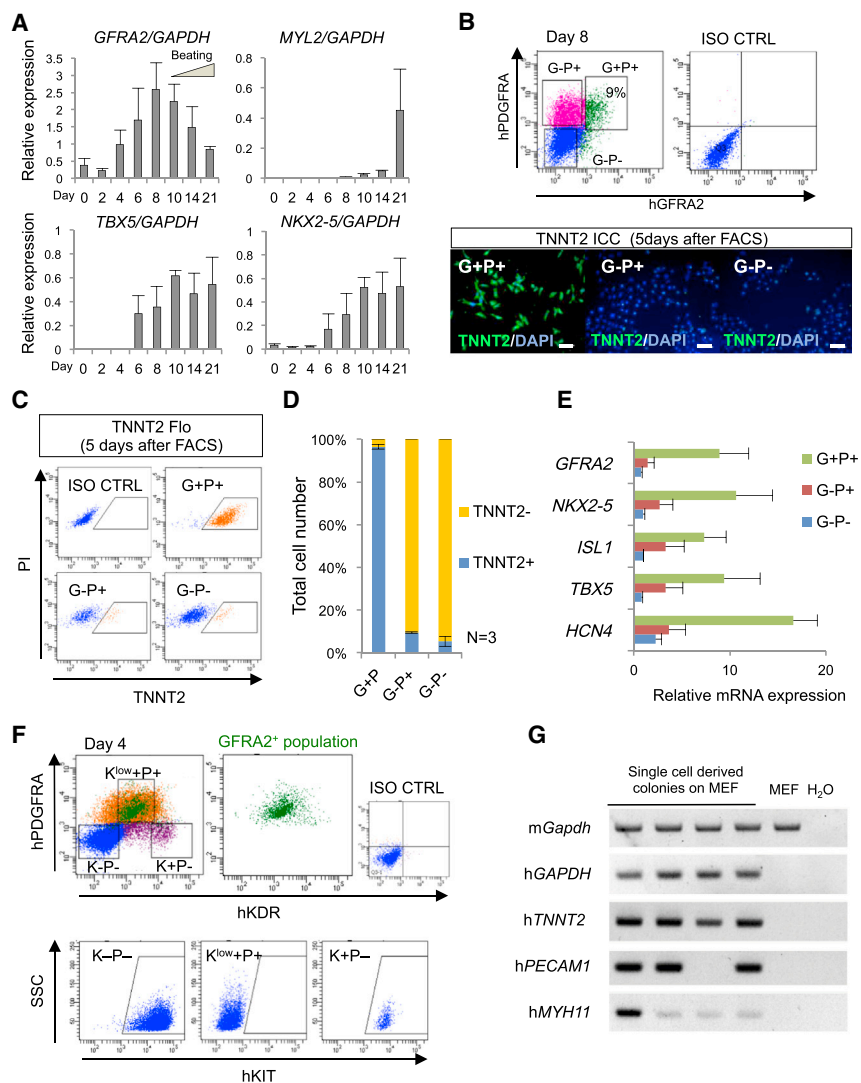 A
GFRA2/GAPDH
MYL2/GAPDH
Beating
Relative expression
3.5
3
2.5
2
1.5
1
0.5
0
Day 0 2 4 6 8 10 14 21
0.8
0.6
0.4
0.2
0
0 2 4 6 8 10 14 21
TBX5/GAPDH
NKX2-5/GAPDH
Relative expression
1
0.8
0.6
0.4
0.2
0
Day 0 2 4 6 8 10 14 21
1
0.8
0.6
0.4
0.2
0
0 2 4 6 8 10 14 21
B
Day 8
ISO CTRL
hPDGFRA
G-P+
G+P+
9%
G-P-
hGFRA2
TNNT2 ICC (5days after FACS)
G+P+
G-P+
G-P-
TNNT2/DAPI
TNNT2/DAPI
TNNT2/DAPI
C
TNNT2 Flo
(5 days after FACS)
PI
ISO CTRL
G+P+
G-P+
G-P-
TNNT2
D
Total cell number
100%
80%
60%
40%
20%
0%
G+P
G-P+
G-P-
TNNT2-
TNNT2+
N=3
E
GFRA2
NKX2-5
ISL1
TBX5
HCN4
G+P+
G-P+
G-P-
0 10 20
Relative mRNA expression
F
Day 4
GFRA2+ population
hPDGFRA
Klow+P+
K-P-
K+P-
ISO CTRL
hKDR
SSC
K–P–
Klow+P+
K+P–
hKIT
G
Single cell derived
colonies on MEF
MEF
H2O
mGapdh
hGAPDH
hTNNT2
hPECAM1
hMYH11